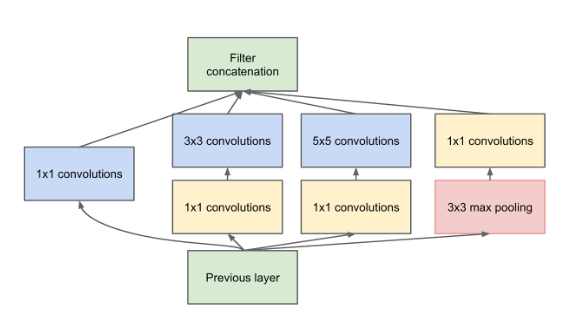 Filter
concatenation
3x3 convolutions
5x5 convolutions
1x1 convolutions
1x1 convolutions
1x1 convolutions
1x1 convolutions
3x3 max pooling
Previous layer